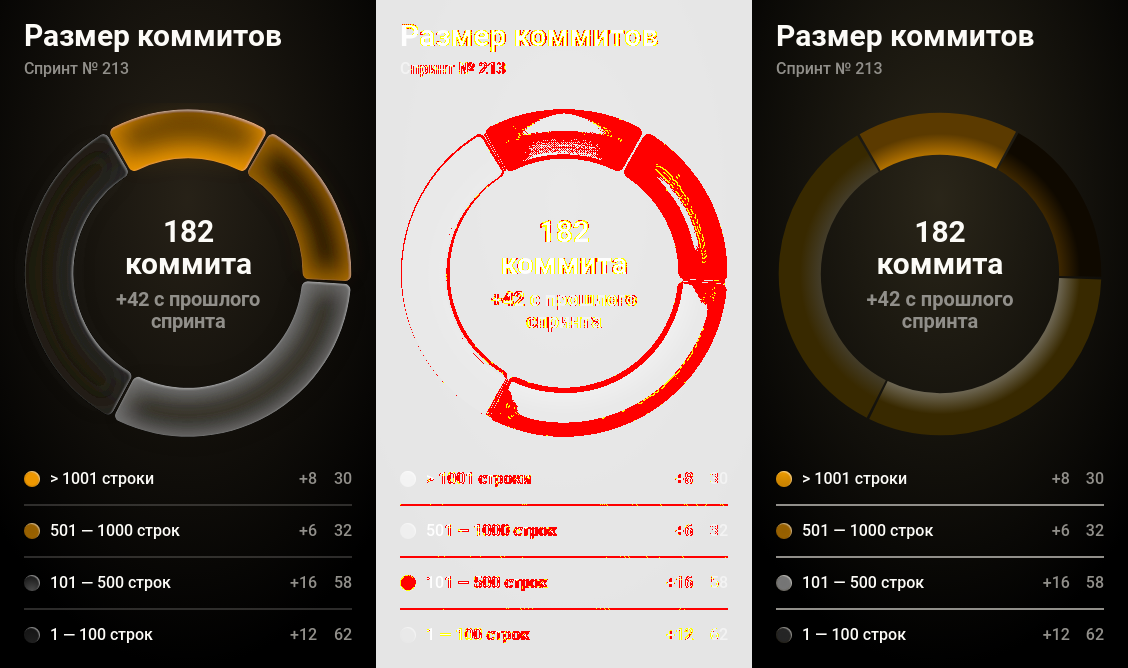 Размер коммитов
Спринт № 213
182
коммита
+42 с прошлого
спринта
> 1001 строки +8 30
501 — 1000 строк +6 32
101 — 500 строк +16 58
1 — 100 строк +12 62
Размер коммитов
Спринт № 213
182
коммита
+42 с прошлого
спринта
> 1001 строки +8 30
501 — 1000 строк +6 32
101 — 500 строк +16 58
1 — 100 строк +12 62
Размер коммитов
Спринт № 213
182
коммита
+42 с прошлого
спринта
> 1001 строки +8 30
501 — 1000 строк +6 32
101 — 500 строк +16 58
1 — 100 строк +12 62